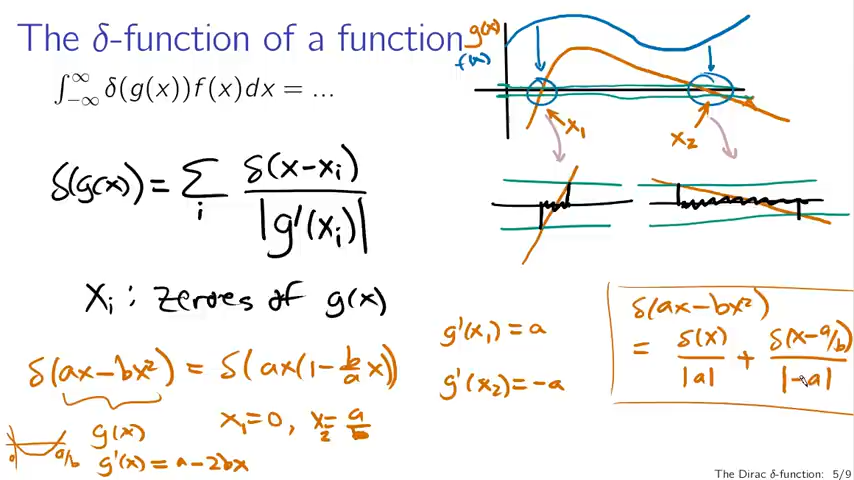 The δ-function of a function
∫_{-∞}^{∞} δ(g(x))f(x)dx = ...
g(x)
f(x)
x₁
x₂
δ(g(x)) = Σ_i δ(x-x_i) / |g'(x_i)|
x_i : zeroes of g(x)
δ(ax-bx²) = δ(ax(1-b/a x))
g(x)
x₁=0, x₂=a/b
0 a/b
g'(x) = a-2bx
g'(x₁) = a
g'(x₂) = -a
δ(ax-bx²)
= δ(x)/|a| + δ(x-a/b)/|-a|
The Dirac δ-function: 5/9